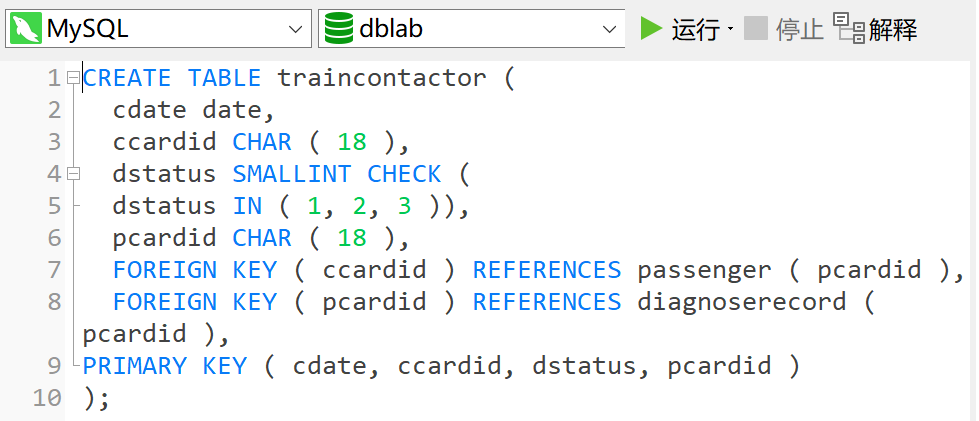 MySQL dblab 运行 停止 解释
1 CREATE TABLE traincontactor (
2 cdate date,
3 ccardid CHAR ( 18 ),
4 dstatus SMALLINT CHECK (
5 dstatus IN ( 1, 2, 3 )),
6 pcardid CHAR ( 18 ),
7 FOREIGN KEY ( ccardid ) REFERENCES passenger ( pcardid ),
8 FOREIGN KEY ( pcardid ) REFERENCES diagnoserecord (
pcardid ),
9 PRIMARY KEY ( cdate, ccardid, dstatus, pcardid )
10 );